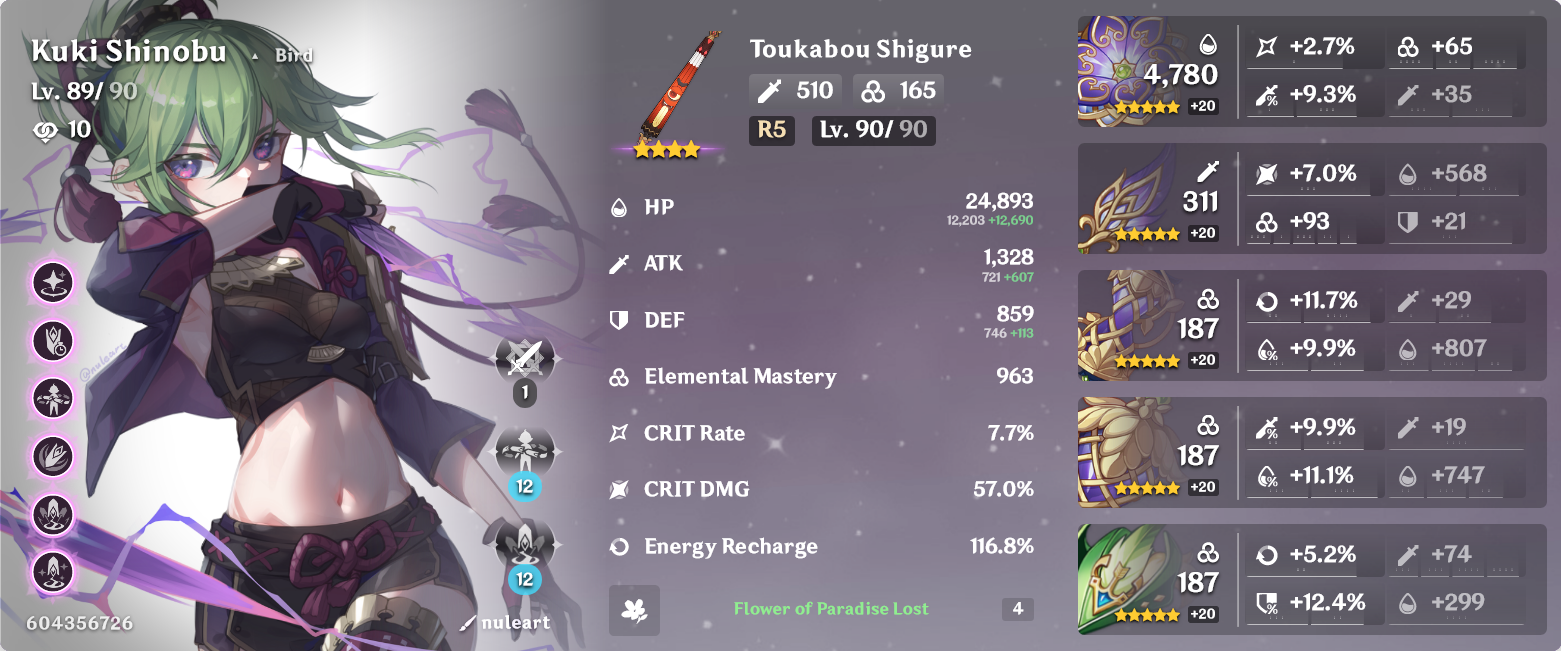 Kuki Shinobu ▲ Bird
Lv. 89/ 90
10
@nuleart
1
12
12
604356726
nuleart
Toukabou Shigure
510 165
R5 Lv. 90/ 90
HP 24,893
12,203 +12,690
ATK 1,328
721 +607
DEF 859
746 +113
Elemental Mastery 963
CRIT Rate 7.7%
CRIT DMG 57.0%
Energy Recharge 116.8%
Flower of Paradise Lost 4
4,780
+20
+2.7% +65
+9.3% +35
311
+20
+7.0% +568
+93 +21
187
+20
+11.7% +29
+9.9% +807
187
+20
+9.9% +19
+11.1% +747
187
+20
+5.2% +74
+12.4% +299